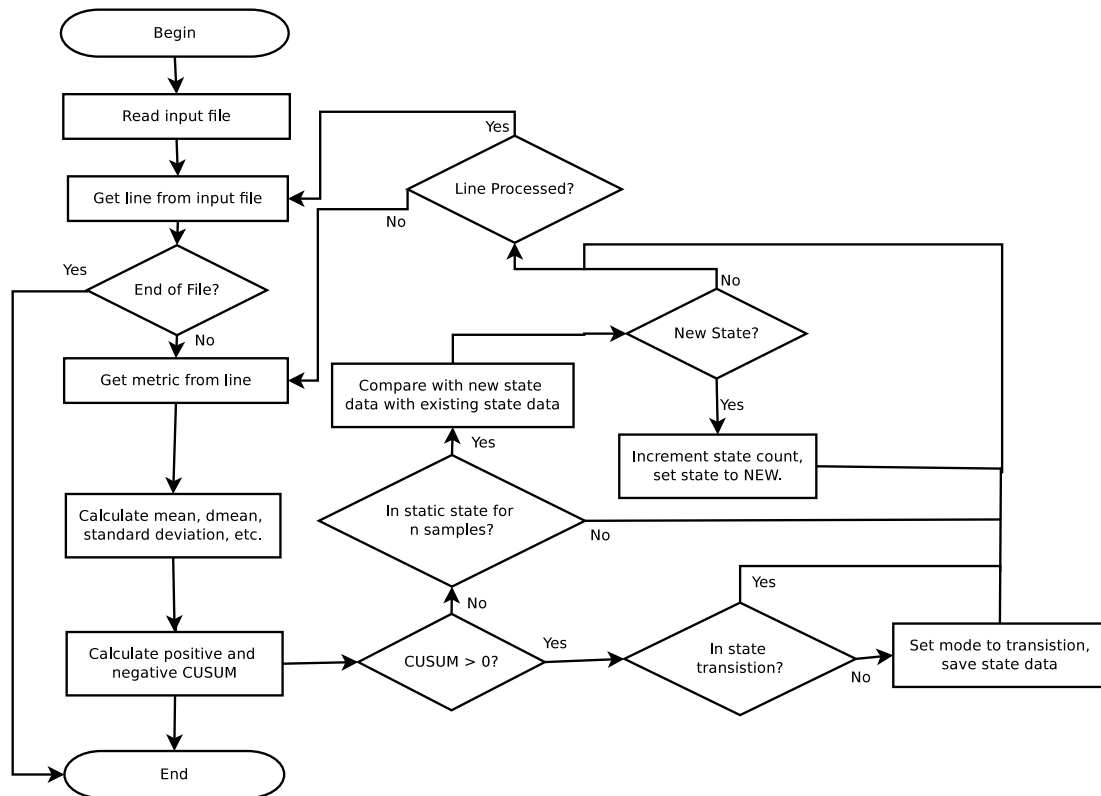 Begin
Read input file
Yes
Line Processed?
Get line from input file
No
Yes
End of File?
No
No
New State?
Get metric from line
Compare with new state
data with existing state data
Yes
Yes
Increment state count,
set state to NEW.
In static state for
n samples?
Calculate mean, dmean,
standard deviation, etc.
No
Yes
No
Calculate positive and
negative CUSUM
CUSUM > 0?
Yes
In state
transistion?
No
Set mode to transistion,
save state data
End